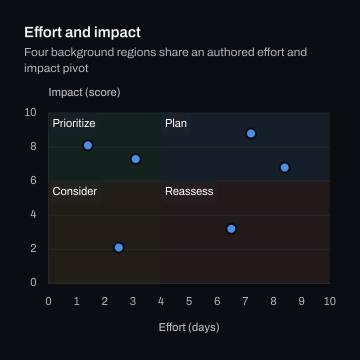 Effort and impact
Four background regions share an authored effort and
impact pivot
Impact (score)
10
Prioritize
Plan
8
6
Consider
Reassess
4
2
0
0 1 2 3 4 5 6 7 8 9 10
Effort (days)